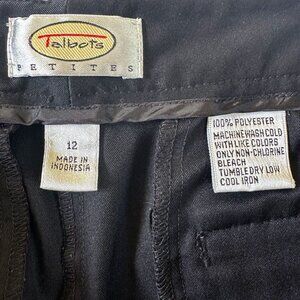 Talbots
PETITES
12
MADE IN
INDONESIA
100% POLYESTER
MACHINE WASH COLD
WITH LIKE COLORS
ONLY NON-CHLORINE
BLEACH
TUMBLE DRY LOW
COOL IRON